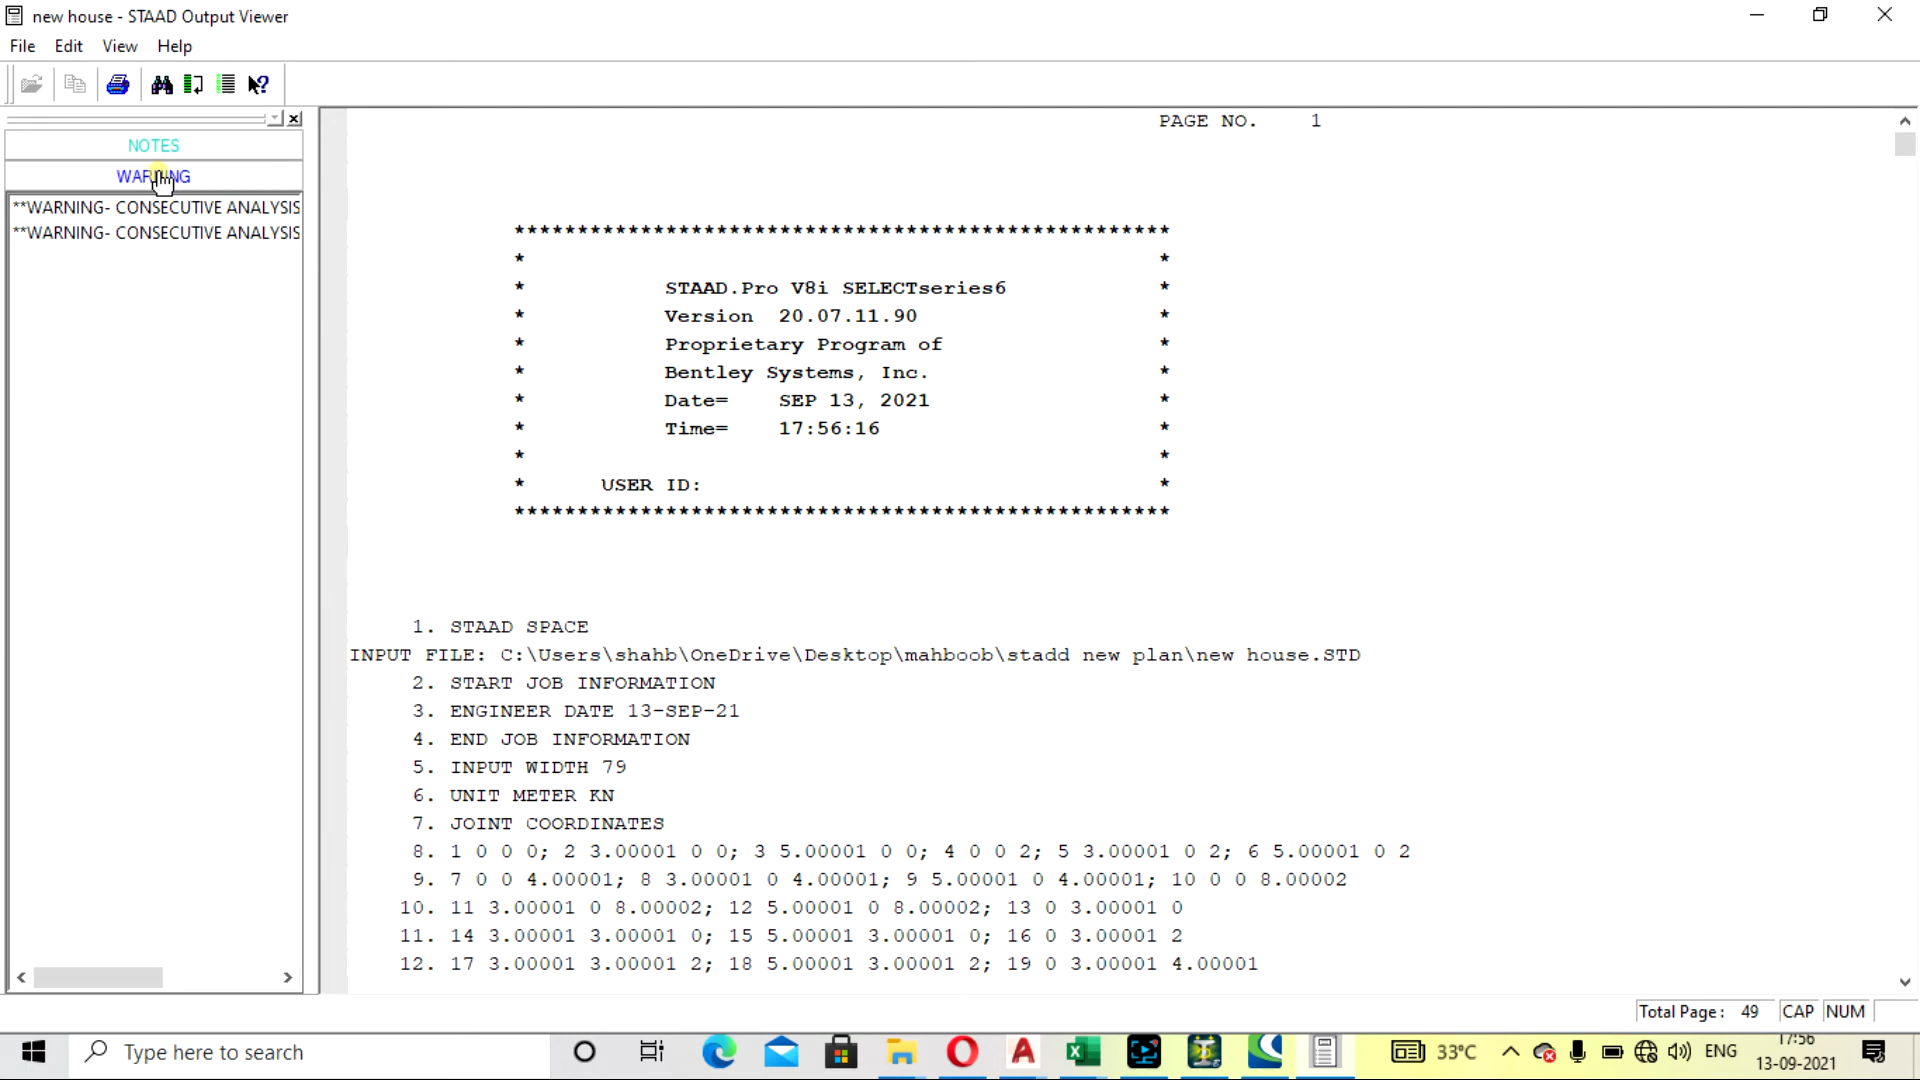 new house - STAAD Output Viewer
File Edit View Help
NOTES
WARNING
**WARNING- CONSECUTIVE ANALYSIS
**WARNING- CONSECUTIVE ANALYSIS
PAGE NO. 1
****************************************************
* *
* STAAD.Pro V8i SELECTseries6 *
* Version 20.07.11.90 *
* Proprietary Program of *
* Bentley Systems, Inc. *
* Date= SEP 13, 2021 *
* Time= 17:56:16 *
* *
* USER ID: *
****************************************************
1. STAAD SPACE
INPUT FILE: C:\Users\shahb\OneDrive\Desktop\mahboob\stadd new plan\new house.STD
2. START JOB INFORMATION
3. ENGINEER DATE 13-SEP-21
4. END JOB INFORMATION
5. INPUT WIDTH 79
6. UNIT METER KN
7. JOINT COORDINATES
8. 1 0 0 0; 2 3.00001 0 0; 3 5.00001 0 0; 4 0 0 2; 5 3.00001 0 2; 6 5.00001 0 2
9. 7 0 0 4.00001; 8 3.00001 0 4.00001; 9 5.00001 0 4.00001; 10 0 0 8.00002
10. 11 3.00001 0 8.00002; 12 5.00001 0 8.00002; 13 0 3.00001 0
11. 14 3.00001 3.00001 0; 15 5.00001 3.00001 0; 16 0 3.00001 2
12. 17 3.00001 3.00001 2; 18 5.00001 3.00001 2; 19 0 3.00001 4.00001
Total Page: 49 CAP NUM
Type here to search
33°C
ENG
17:56
13-09-2021